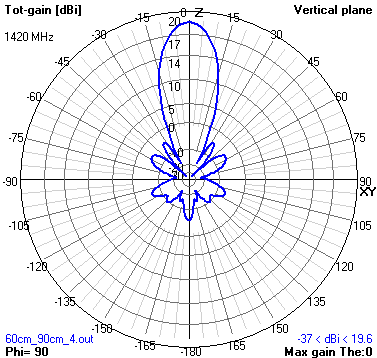 Tot-gain [dBi]
Vertical plane
1420 MHz
-15 0 Z 15
-30 20 30
-45 17 45
14
-60 10 60
-75 5 75
0
-90 90
XY
-105 105
-120 120
-135 135
-150 150
-165 -180 165
60cm_90cm_4.out
-37 < dBi < 19.6
Phi= 90
Max gain The:0